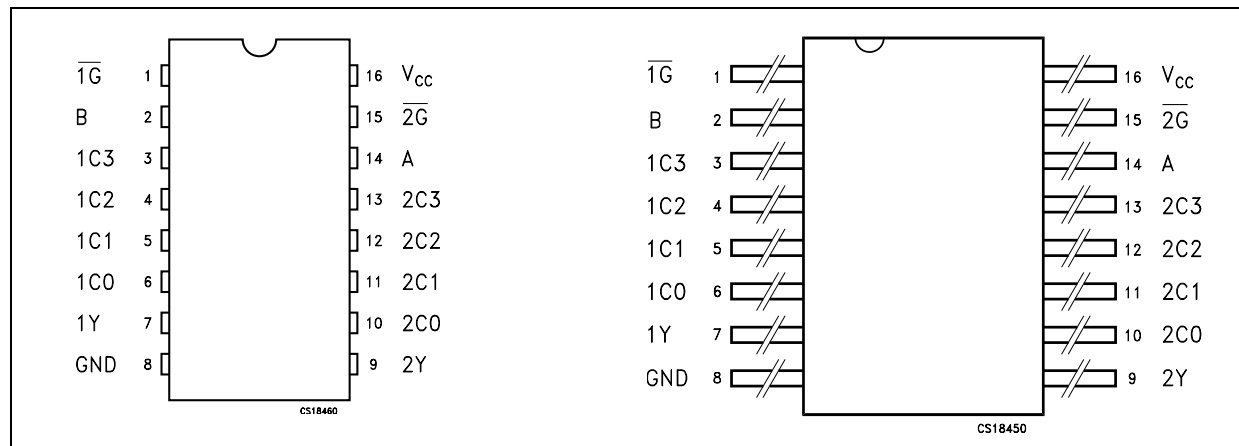 1G 1 16 VCC
B 2 15 2G
1C3 3 14 A
1C2 4 13 2C3
1C1 5 12 2C2
1C0 6 11 2C1
1Y 7 10 2C0
GND 8 9 2Y
CS18460
1G 1 16 VCC
B 2 15 2G
1C3 3 14 A
1C2 4 13 2C3
1C1 5 12 2C2
1C0 6 11 2C1
1Y 7 10 2C0
GND 8 9 2Y
CS18450